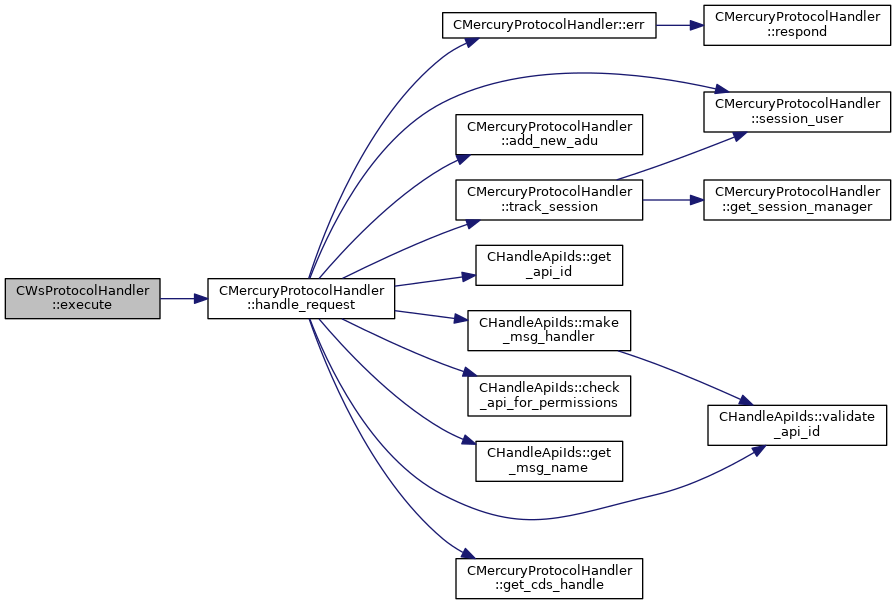 CWsProtocolHandler
::execute
CMercuryProtocolHandler
::handle_request
CMercuryProtocolHandler::err
CMercuryProtocolHandler
::respond
CMercuryProtocolHandler
::session_user
CMercuryProtocolHandler
::add_new_adu
CMercuryProtocolHandler
::track_session
CMercuryProtocolHandler
::get_session_manager
CHandleApiIds::get
_api_id
CHandleApiIds::make
_msg_handler
CHandleApiIds::check
_api_for_permissions
CHandleApiIds::validate
_api_id
CHandleApiIds::get
_msg_name
CMercuryProtocolHandler
::get_cds_handle